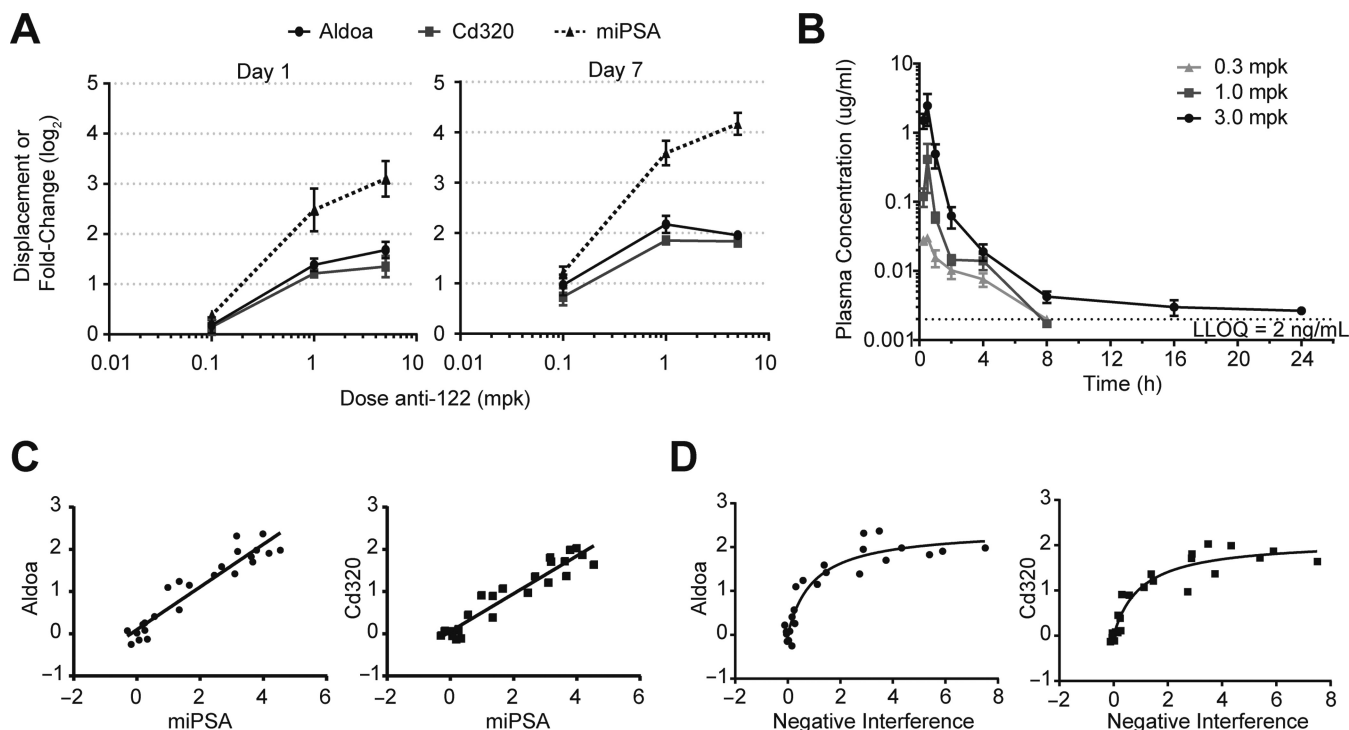 A
Aldoa Cd320 miPSA
Day 1
Day 7
Displacement or
Fold-Change (log2)
5
4
3
2
1
0
0.01 0.1 1 10
5
4
3
2
1
0
0.01 0.1 1 10
Dose anti-122 (mpk)
B
0.3 mpk
1.0 mpk
3.0 mpk
Plasma Concentration (ug/ml)
10
1
0.1
0.01
0.001
LLOQ = 2 ng/mL
0 4 8 12 16 20 24
Time (h)
C
Aldoa
3
2
1
0
−1
−2 0 2 4 6
miPSA
Cd320
3
2
1
0
−1
−2 0 2 4 6
miPSA
D
Aldoa
3
2
1
0
−1
−2 0 2 4 6 8
Negative Interference
Cd320
3
2
1
0
−1
−2 0 2 4 6 8
Negative Interference